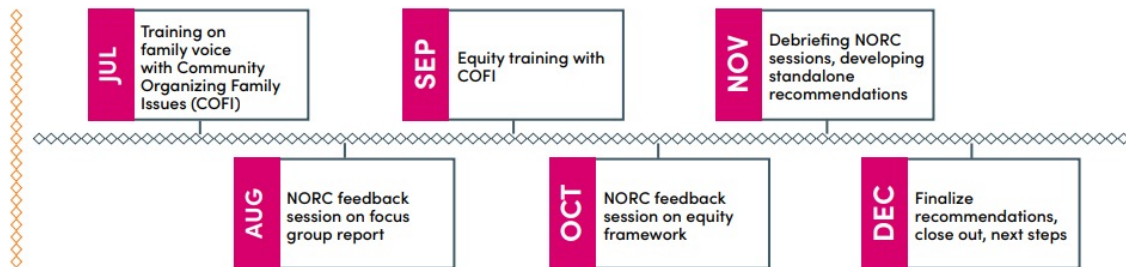 JUL
Training on
family voice
with Community
Organizing Family
Issues (COFI)
AUG
NORC feedback
session on focus
group report
SEP
Equity training with
COFI
OCT
NORC feedback
session on equity
framework
NOV
Debriefing NORC
sessions, developing
standalone
recommendations
DEC
Finalize
recommendations,
close out, next steps